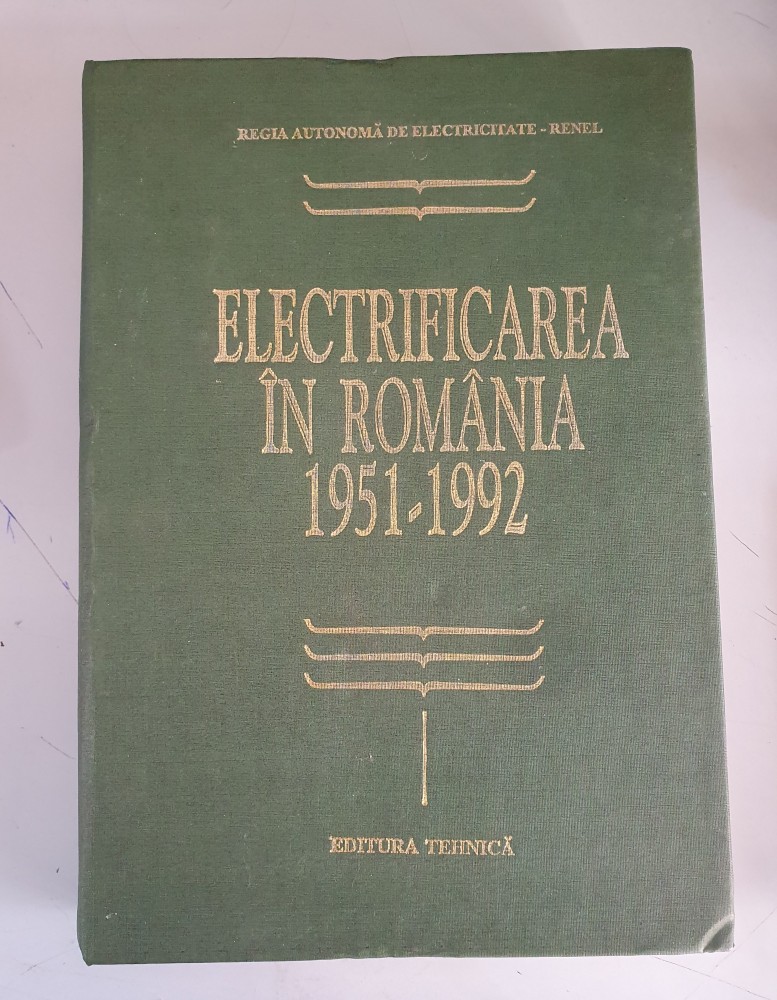 REGIA AUTONOMĂ DE ELECTRICITATE - RENEL
ELECTRIFICAREA
ÎN ROMÂNIA
1951-1992
EDITURA TEHNICĂ